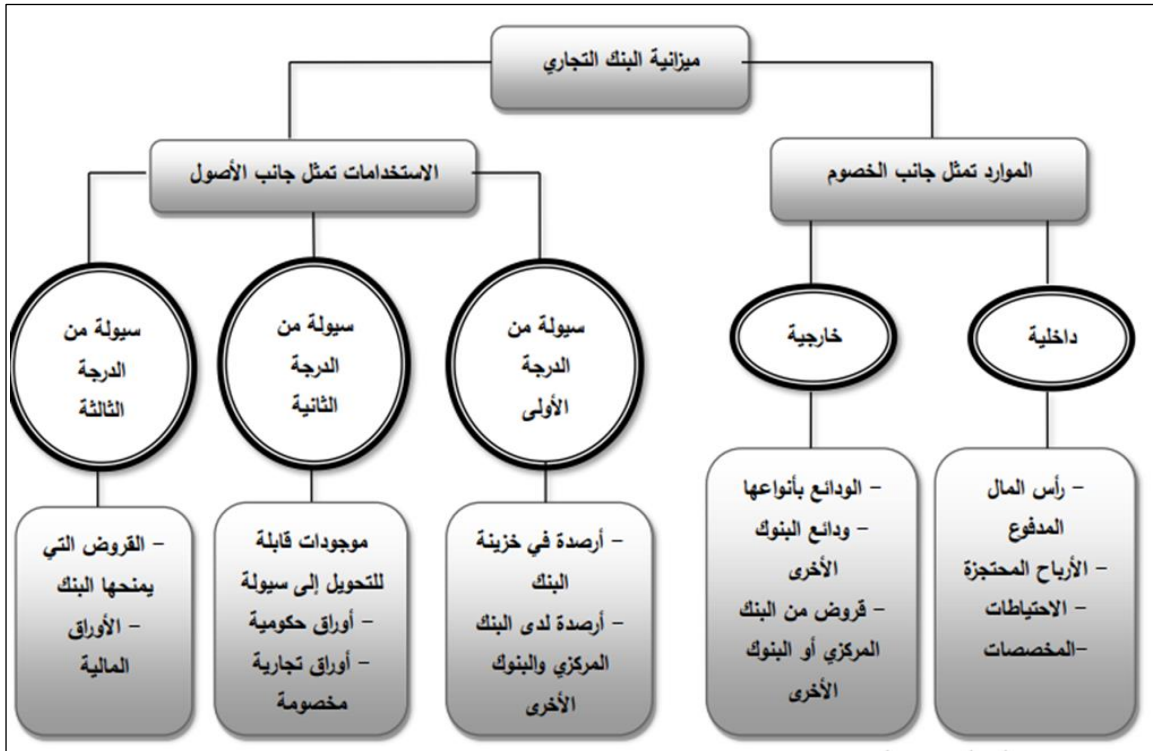 ميزانية البنك التجاري
الموارد تمثل جانب الخصوم
الاستخدامات تمثل جانب الأصول
داخلية
خارجية
سيولة من
الدرجة
الأولى
سيولة من
الدرجة
الثانية
سيولة من
الدرجة
الثالثة
- رأس المال
المدفوع
- الأرباح المحتجزة
- الاحتياطات
-المخصصات
- الودائع بأنواعها
- ودائع البنوك
الأخرى
- قروض من البنك
المركزي أو البنوك
الأخرى
- أرصدة في خزينة
البنك
- أرصدة لدى البنك
المركزي والبنوك
الأخرى
موجودات قابلة
للتحويل إلى سيولة
- أوراق حكومية
- أوراق تجارية
مخصومة
- القروض التي
يمنحها البنك
- الأوراق
المالية